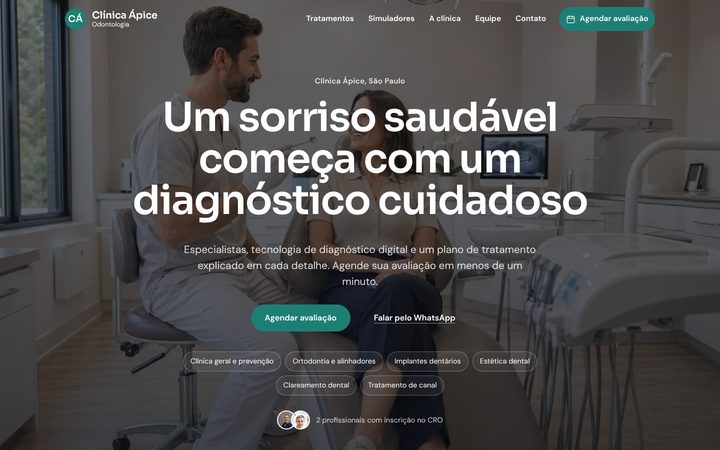 CÁ
Clínica Ápice
Odontologia
Tratamentos Simuladores A clínica Equipe Contato Agendar avaliação
Clínica Ápice, São Paulo
Um sorriso saudável
começa com um
diagnóstico cuidadoso
Especialistas, tecnologia de diagnóstico digital e um plano de tratamento
explicado em cada detalhe. Agende sua avaliação em menos de um
minuto.
Agendar avaliação Falar pelo WhatsApp
Clínica geral e prevenção Ortodontia e alinhadores Implantes dentários Estética dental
Clareamento dental Tratamento de canal
2 profissionais com inscrição no CRO